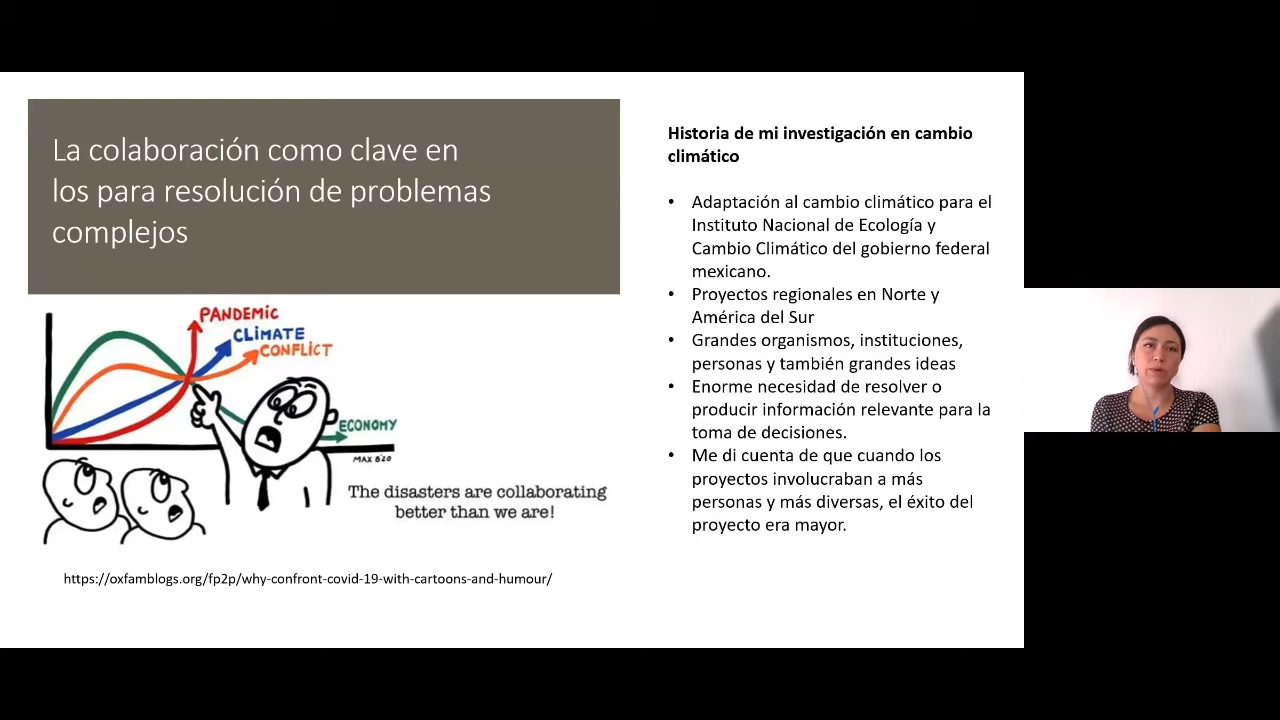 La colaboración como clave en
los para resolución de problemas
complejos
PANDEMIC
CLIMATE
CONFLICT
ECONOMY
MAX B'20
The disasters are collaborating
better than we are!
https://oxfamblogs.org/fp2p/why-confront-covid-19-with-cartoons-and-humour/
Historia de mi investigación en cambio
climático
• Adaptación al cambio climático para el
Instituto Nacional de Ecología y
Cambio Climático del gobierno federal
mexicano.
• Proyectos regionales en Norte y
América del Sur
• Grandes organismos, instituciones,
personas y también grandes ideas
• Enorme necesidad de resolver o
producir información relevante para la
toma de decisiones.
• Me di cuenta de que cuando los
proyectos involucraban a más
personas y más diversas, el éxito del
proyecto era mayor.